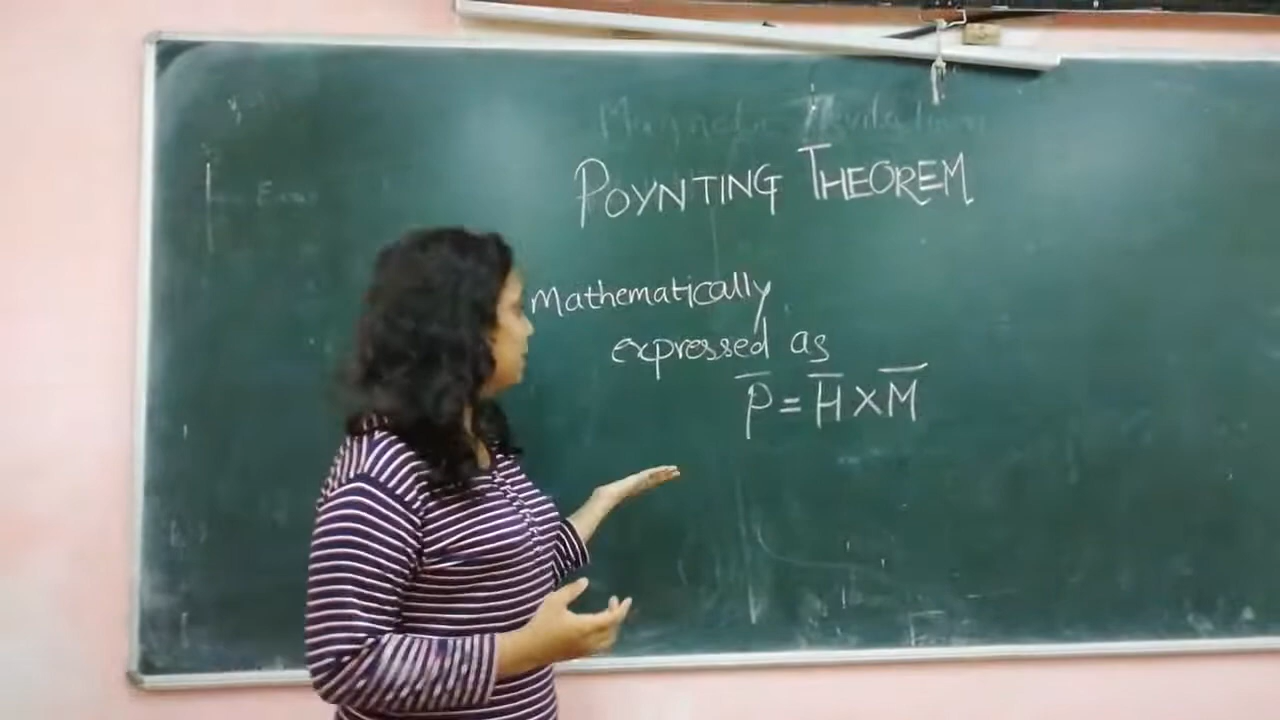 POYNTING THEOREM
Mathematically
expressed as
P̅ = H̅ X M̅